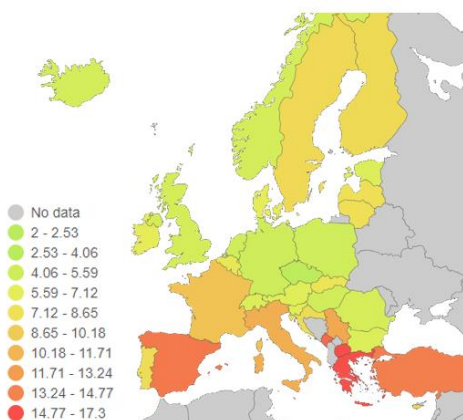 No data
2 - 2.53
2.53 - 4.06
4.06 - 5.59
5.59 - 7.12
7.12 - 8.65
8.65 - 10.18
10.18 - 11.71
11.71 - 13.24
13.24 - 14.77
14.77 - 17.3